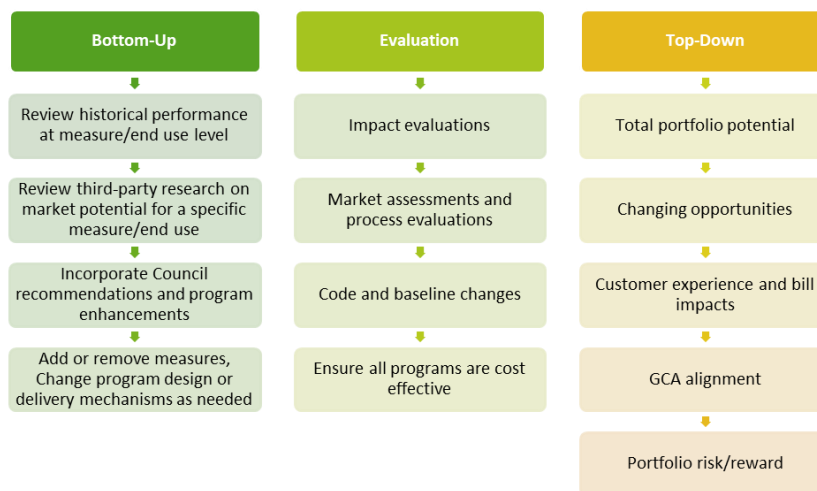 Bottom-Up
Review historical performance
at measure/end use level
Review third-party research on
market potential for a specific
measure/end use
Incorporate Council
recommendations and program
enhancements
Add or remove measures,
Change program design or
delivery mechanisms as needed
Evaluation
Impact evaluations
Market assessments and
process evaluations
Code and baseline changes
Ensure all programs are cost
effective
Top-Down
Total portfolio potential
Changing opportunities
Customer experience and bill
impacts
GCA alignment
Portfolio risk/reward